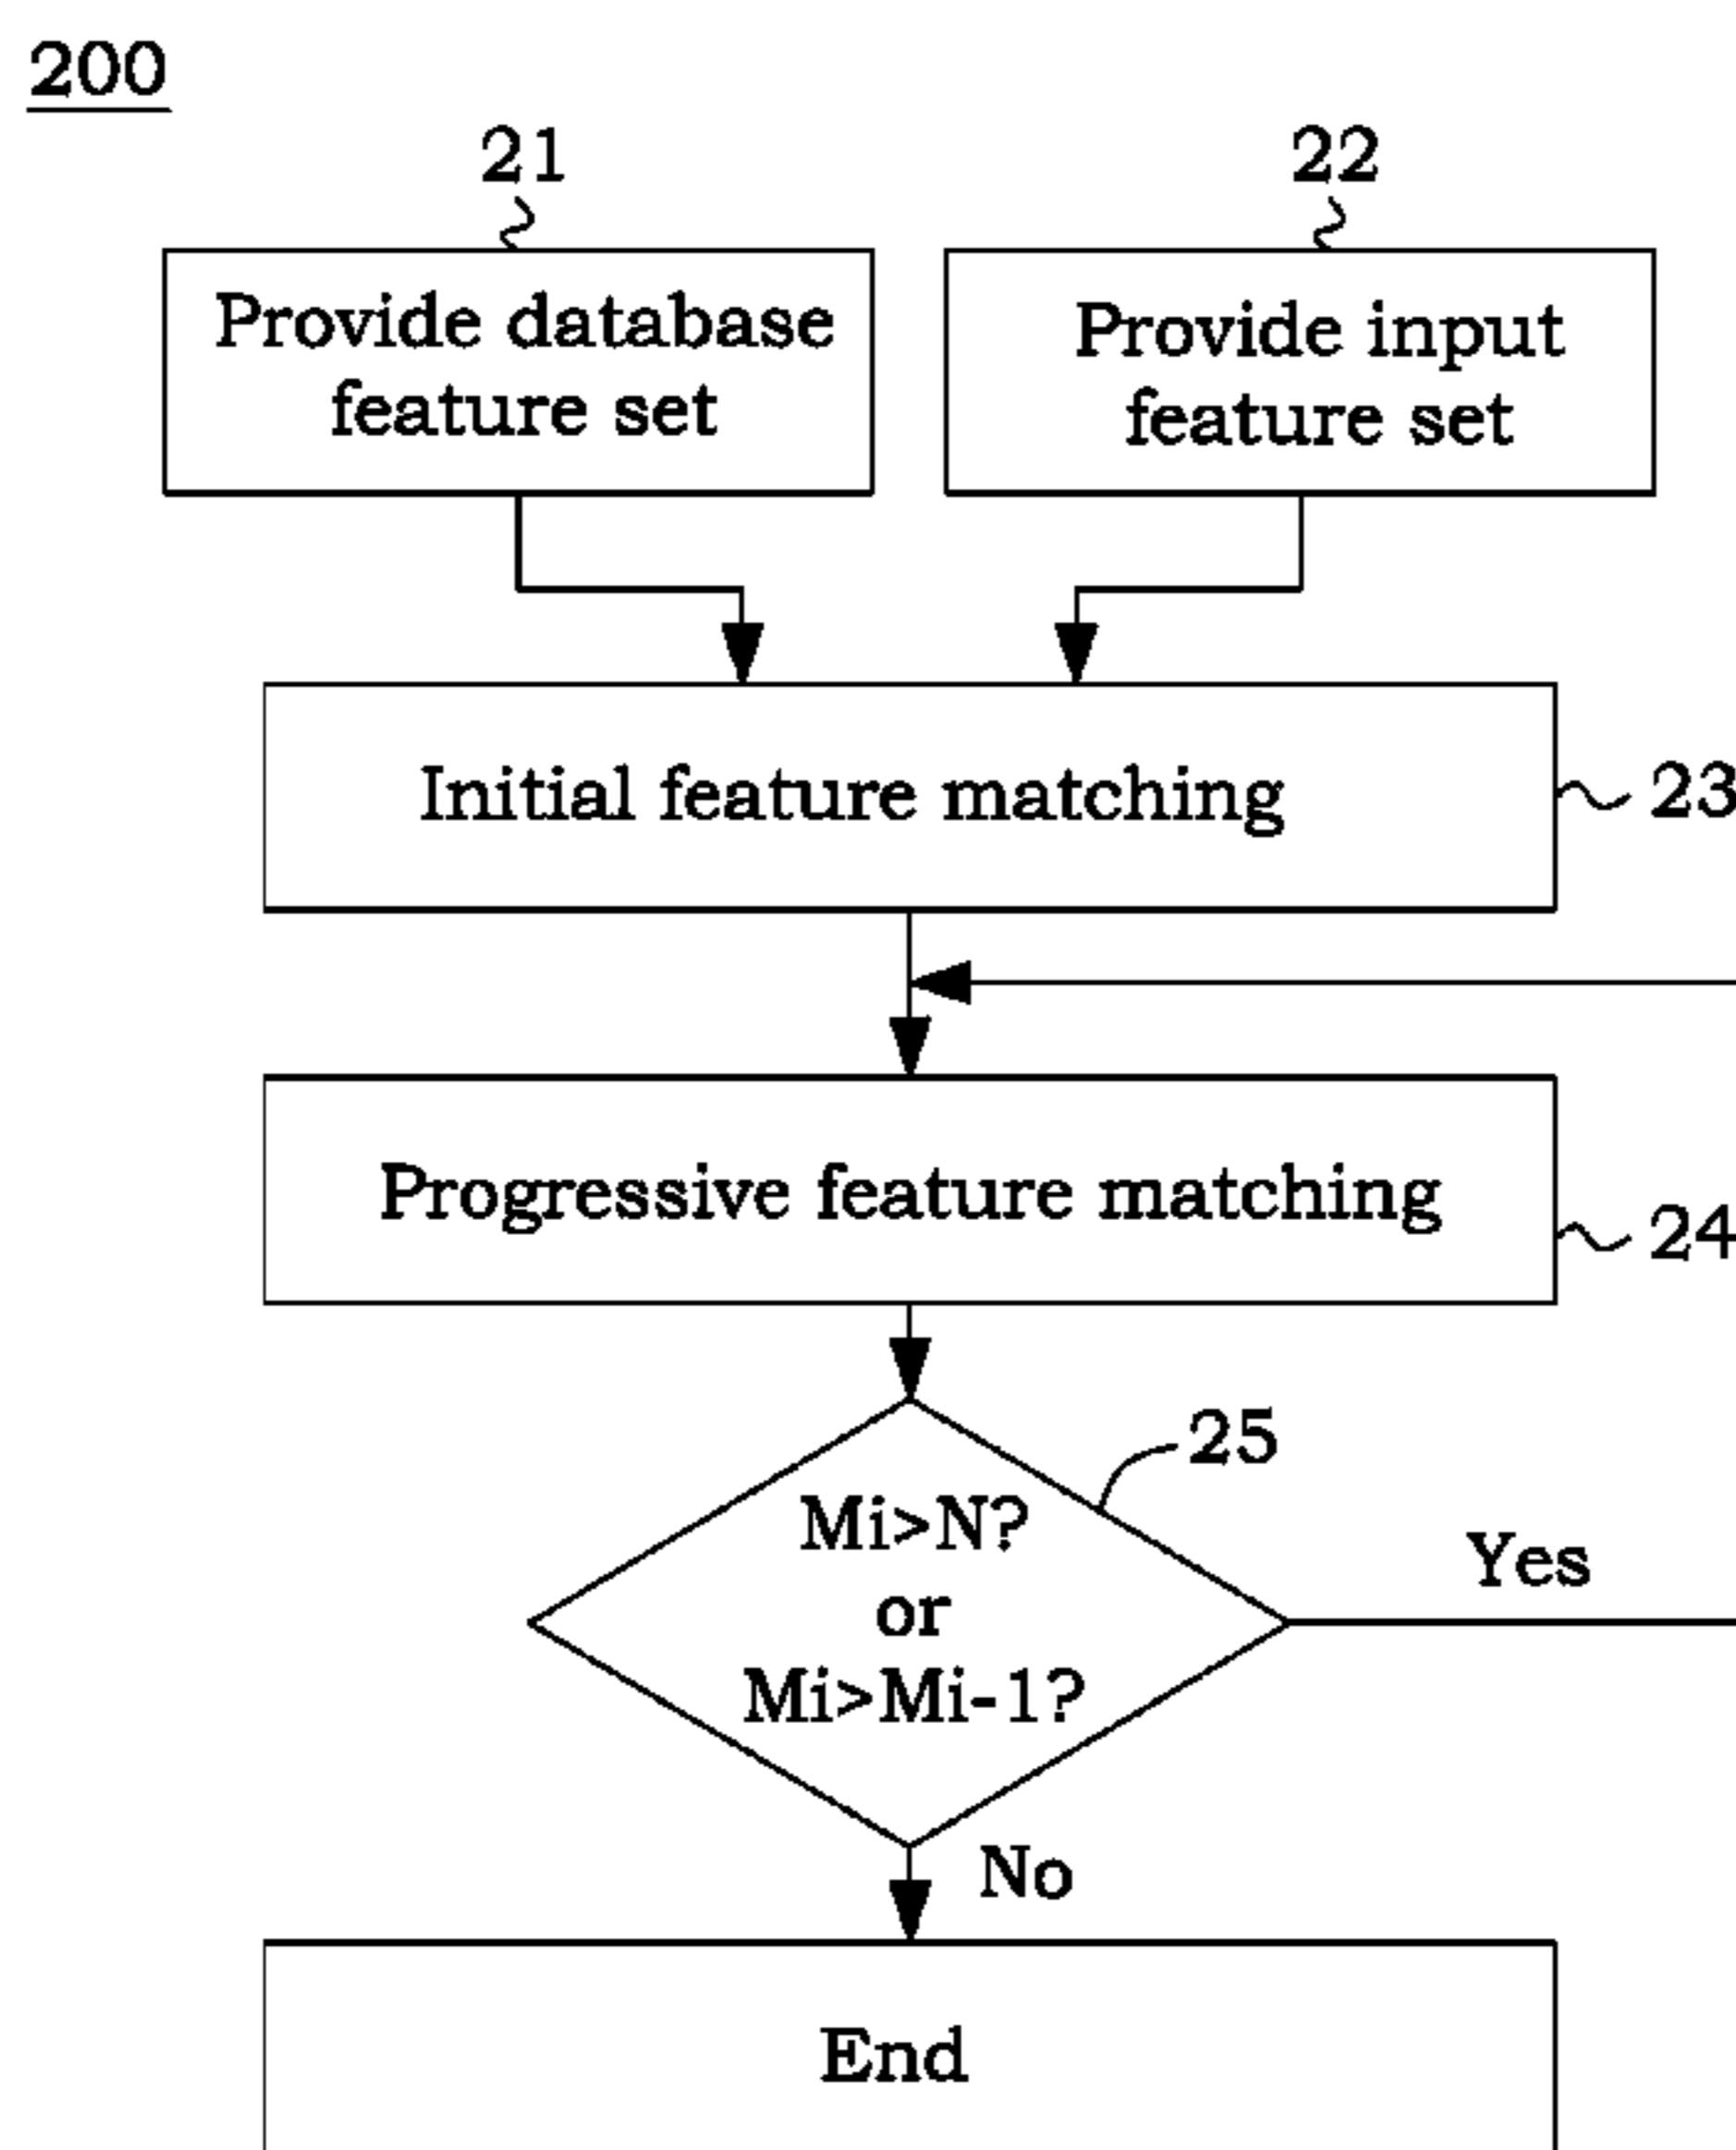 200
21
22
Provide database
feature set
Provide input
feature set
Initial feature matching
23
Progressive feature matching
24
25
Mi>N?
or
Mi>Mi-1?
Yes
No
End